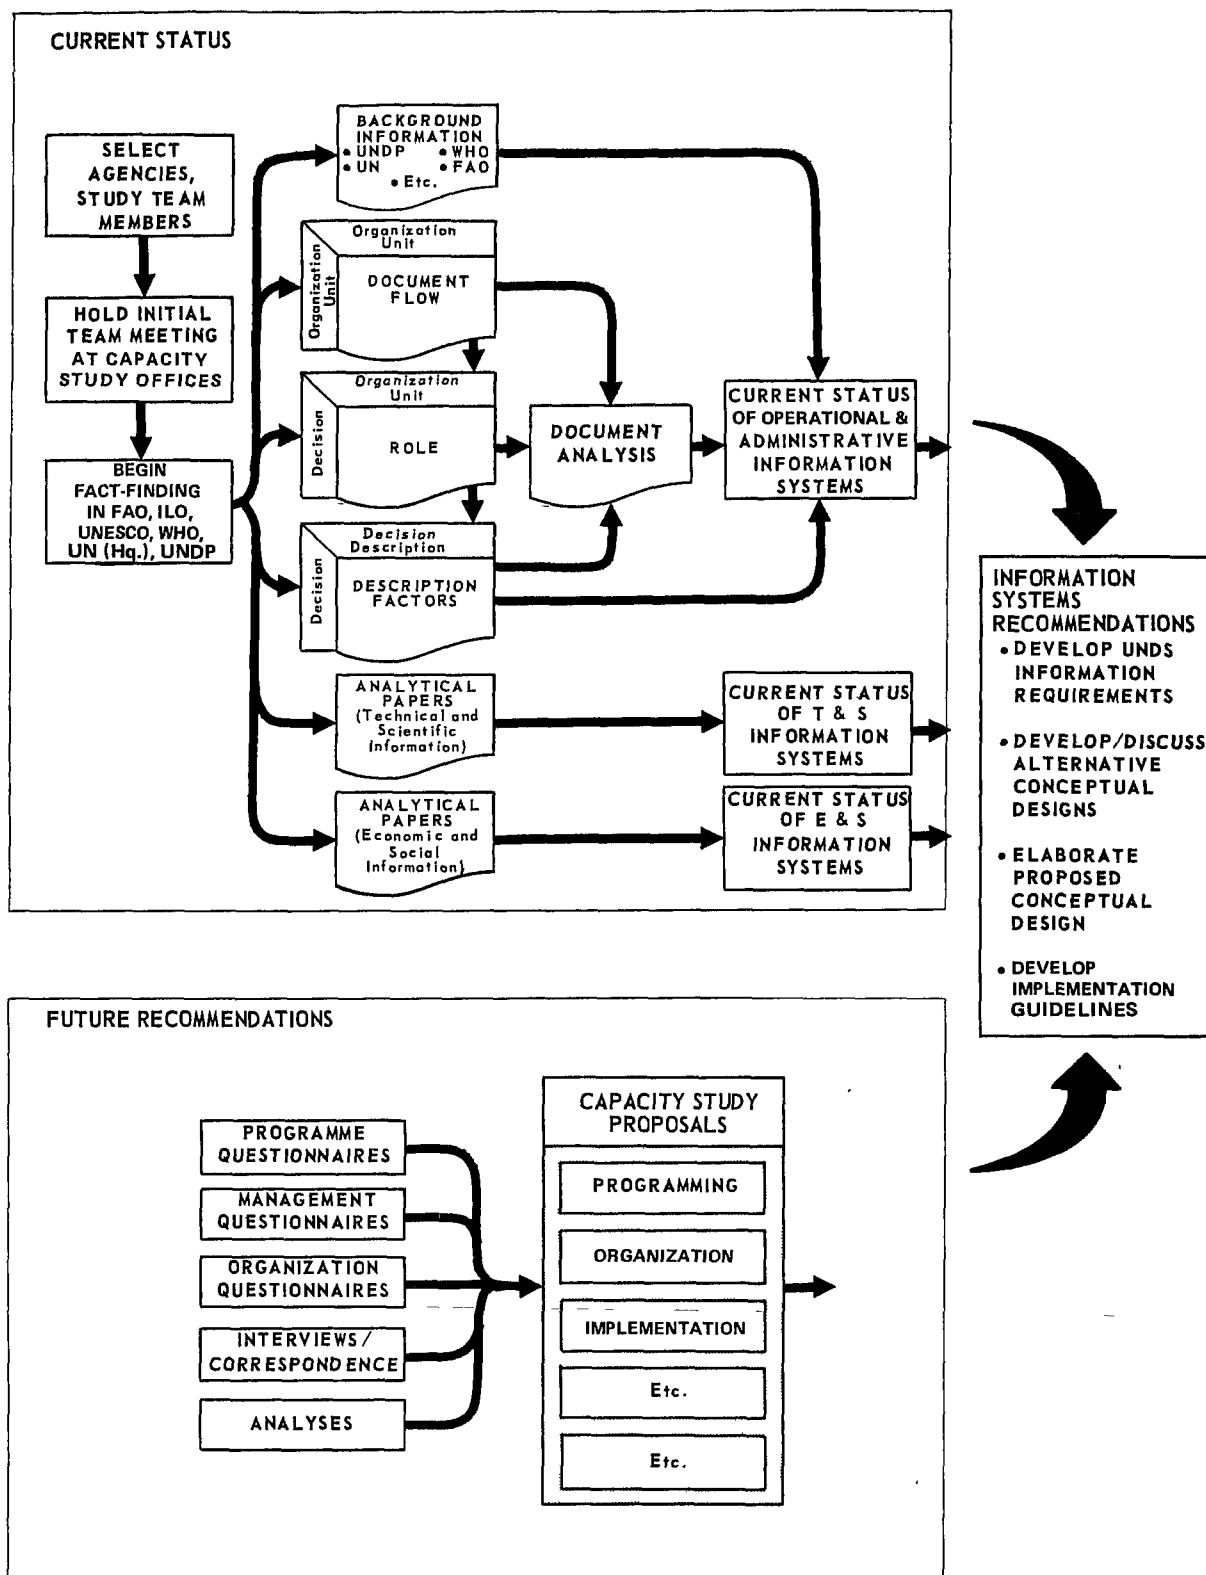 CURRENT STATUS
SELECT
AGENCIES,
STUDY TEAM
MEMBERS
HOLD INITIAL
TEAM MEETING
AT CAPACITY
STUDY OFFICES
BEGIN
FACT-FINDING
IN FAO, ILO,
UNESCO, WHO,
UN (Hq.), UNDP
BACKGROUND
INFORMATION
• UNDP • WHO
• UN • FAO
• Etc.
Organization
Unit
Organization
Unit
DOCUMENT
FLOW
Organization
Unit
Decision
ROLE
Decision
Description
Decision
DESCRIPTION
FACTORS
ANALYTICAL
PAPERS
(Technical and
Scientific
Information)
ANALYTICAL
PAPERS
(Economic and
Social
Information)
DOCUMENT
ANALYSIS
CURRENT STATUS
OF OPERATIONAL &
ADMINISTRATIVE
INFORMATION
SYSTEMS
CURRENT STATUS
OF T & S
INFORMATION
SYSTEMS
CURRENT STATUS
OF E & S
INFORMATION
SYSTEMS
INFORMATION
SYSTEMS
RECOMMENDATIONS
• DEVELOP UNDS
INFORMATION
REQUIREMENTS
• DEVELOP/DISCUSS
ALTERNATIVE
CONCEPTUAL
DESIGNS
• ELABORATE
PROPOSED
CONCEPTUAL
DESIGN
• DEVELOP
IMPLEMENTATION
GUIDELINES
FUTURE RECOMMENDATIONS
PROGRAMME
QUESTIONNAIRES
MANAGEMENT
QUESTIONNAIRES
ORGANIZATION
QUESTIONNAIRES
INTERVIEWS/
CORRESPONDENCE
ANALYSES
CAPACITY STUDY
PROPOSALS
PROGRAMMING
ORGANIZATION
IMPLEMENTATION
Etc.
Etc.